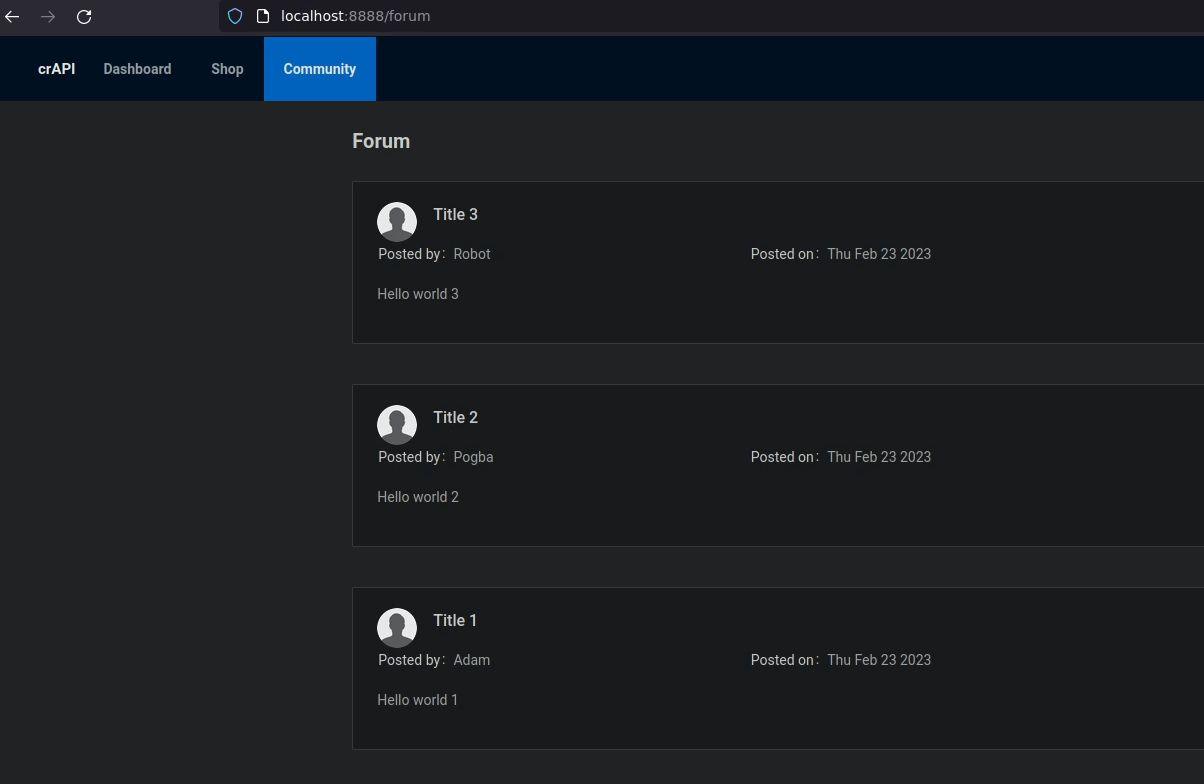 localhost:8888/forum
crAPI Dashboard Shop Community
Forum
Title 3
Posted by: Robot Posted on: Thu Feb 23 2023
Hello world 3
Title 2
Posted by: Pogba Posted on: Thu Feb 23 2023
Hello world 2
Title 1
Posted by: Adam Posted on: Thu Feb 23 2023
Hello world 1